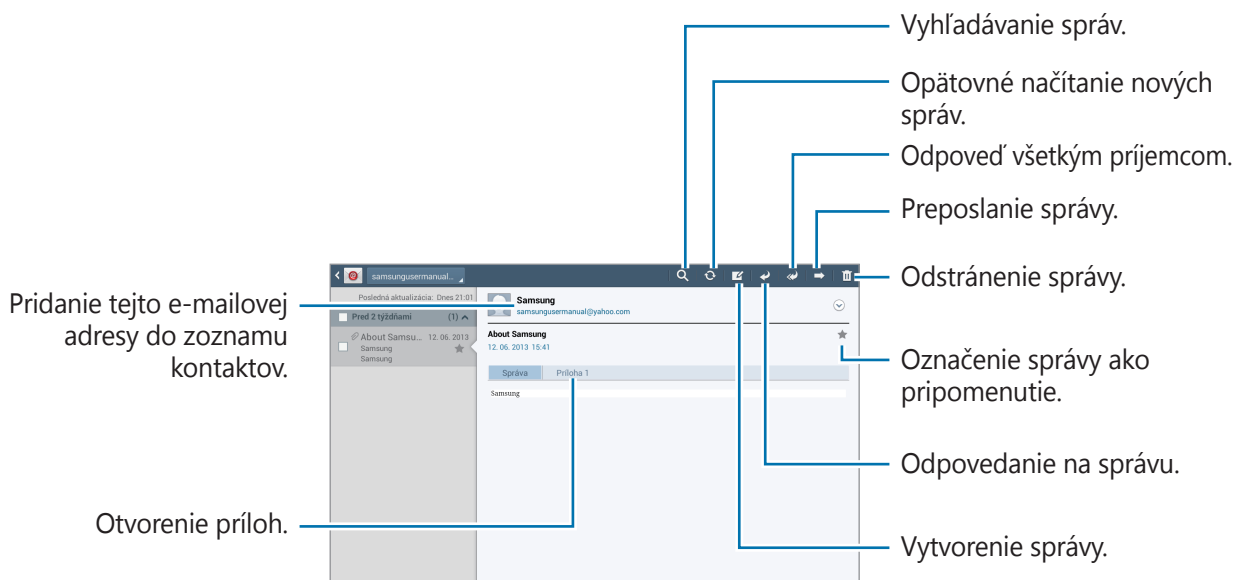 Vyhľadávanie správ.
Opätovné načítanie nových
správ.
Odpoveď všetkým príjemcom.
Preposlanie správy.
Odstránenie správy.
Označenie správy ako
pripomenutie.
Odpovedanie na správu.
Vytvorenie správy.
Pridanie tejto e-mailovej
adresy do zoznamu
kontaktov.
Otvorenie príloh.
samsungusermanual..
Posledná aktualizácia: Dnes 21:01
Pred 2 týždňami (1)
About Samsu... 12. 06. 2013
Samsung
Samsung
Samsung
samsungusermanual@yahoo.com
About Samsung
12. 06. 2013 15:41
Správa Príloha 1
Samsung